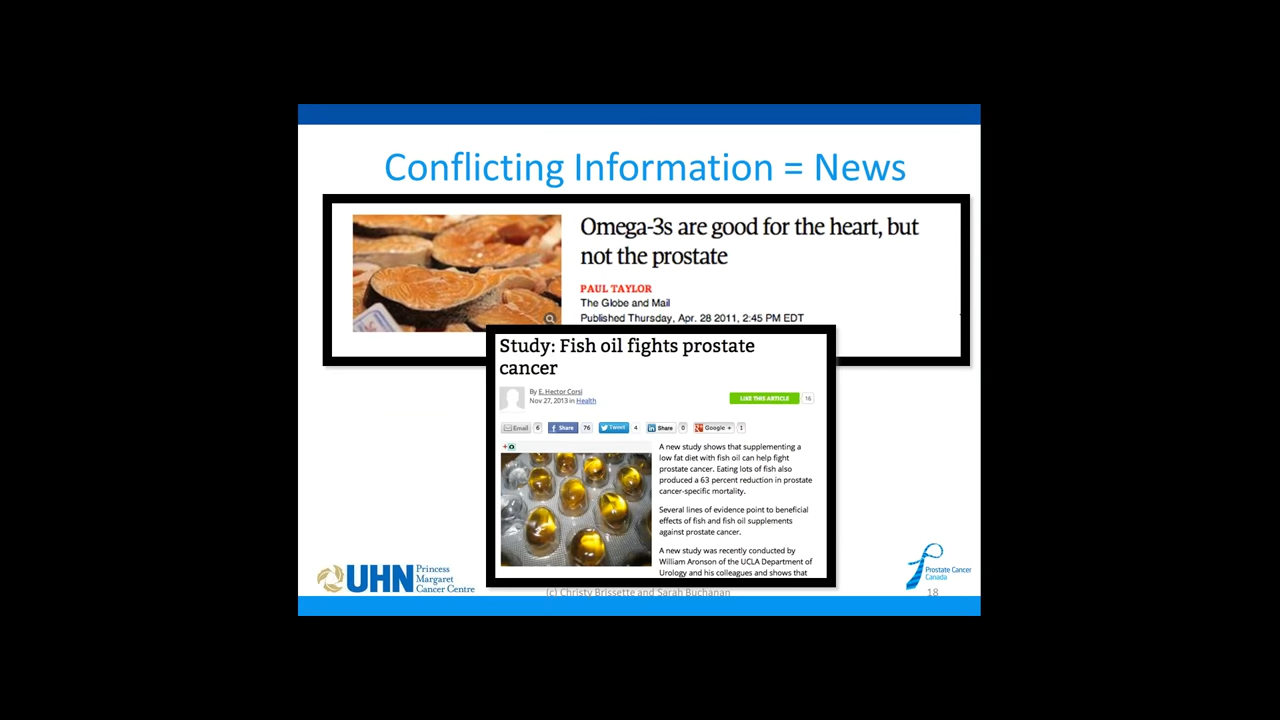 Conflicting Information = News
Omega-3s are good for the heart, but
not the prostate
PAUL TAYLOR
The Globe and Mail
Published Thursday, Apr. 28 2011, 2:45 PM EDT
Study: Fish oil fights prostate
cancer
By E. Hector Corsi
Nov 27, 2013 in Health
LIKE THIS ARTICLE 16
Email 6 Share 76 Tweet 4 Share 0 Google + 1
A new study shows that supplementing a
low fat diet with fish oil can help fight
prostate cancer. Eating lots of fish also
produced a 63 percent reduction in prostate
cancer-specific mortality.
Several lines of evidence point to beneficial
effects of fish and fish oil supplements
against prostate cancer.
A new study was recently conducted by
William Aronson of the UCLA Department of
Urology and his colleagues and shows that
UHN Princess
Margaret
Cancer Centre
(c) Christy Brissette and Sarah Buchanan
Prostate Cancer
Canada
18